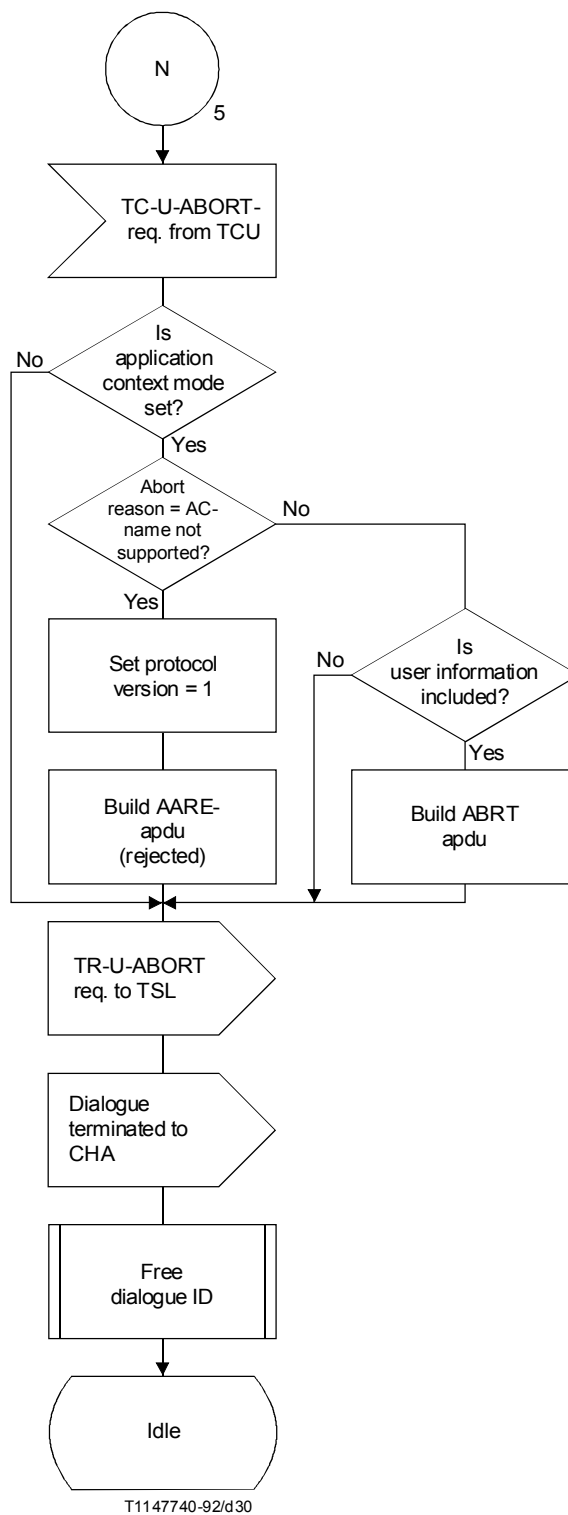 N
5
TC-U-ABORT-
req. from TCU
Is
application
context mode
set?
No
Yes
Abort
reason = AC-
name not
supported?
No
Yes
Set protocol
version = 1
Is
user information
included?
No
Yes
Build AARE-
apdu
(rejected)
Build ABRT
apdu
TR-U-ABORT
req. to TSL
Dialogue
terminated to
CHA
Free
dialogue ID
Idle
T1147740-92/d30